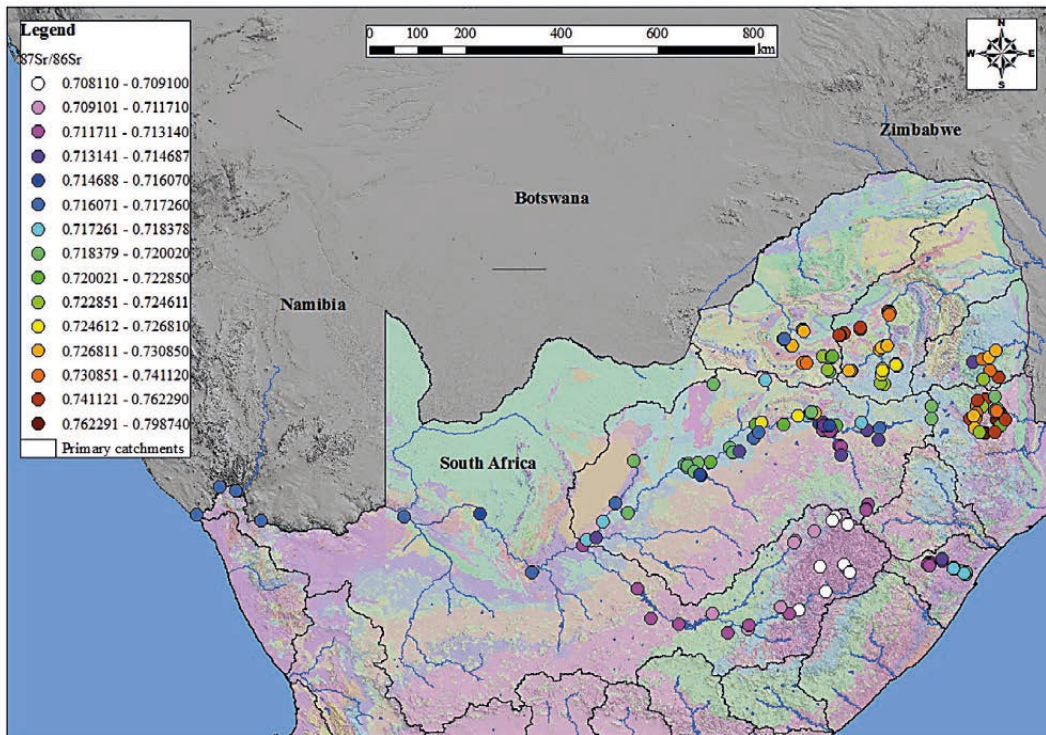 Legend
87Sr/86Sr
0.708110 - 0.709100
0.709101 - 0.711710
0.711711 - 0.713140
0.713141 - 0.714687
0.714688 - 0.716070
0.716071 - 0.717260
0.717261 - 0.718378
0.718379 - 0.720020
0.720021 - 0.722850
0.722851 - 0.724611
0.724612 - 0.726810
0.726811 - 0.730850
0.730851 - 0.741120
0.741121 - 0.762290
0.762291 - 0.798740
Primary catchments
0 100 200 400 600 800
km
N
W E
S
Zimbabwe
Botswana
Namibia
South Africa